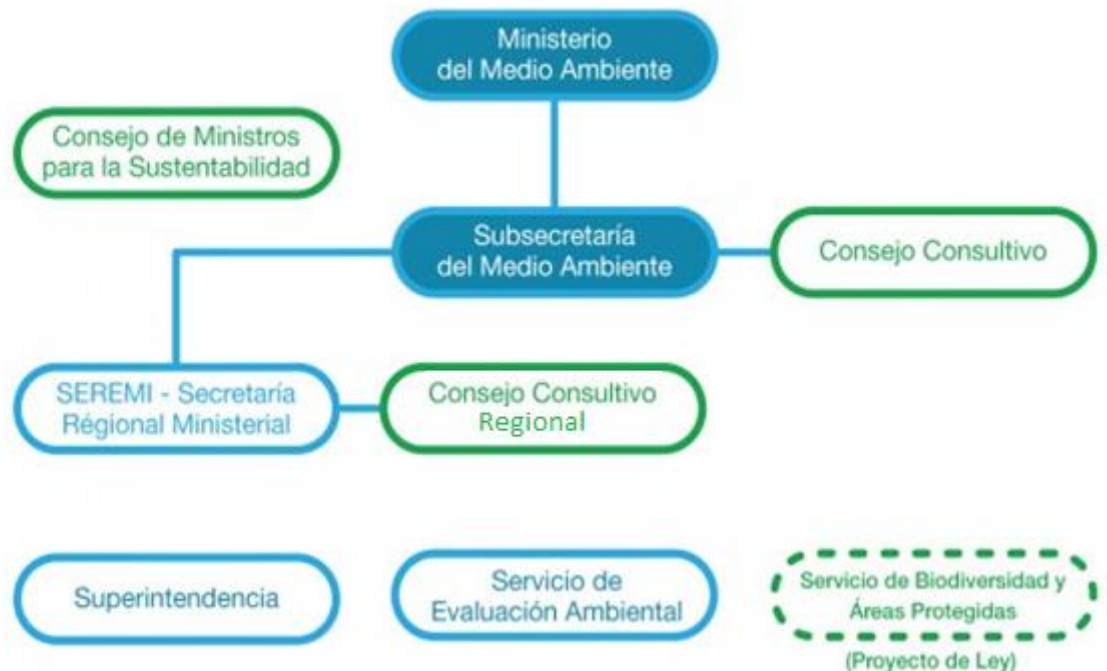 Ministerio
del Medio Ambiente
Consejo de Ministros
para la Sustentabilidad
Subsecretaría
del Medio Ambiente
Consejo Consultivo
SEREMI - Secretaría
Régional Ministerial
Consejo Consultivo
Regional
Superintendencia
Servicio de
Evaluación Ambiental
Servicio de Biodiversidad y
Áreas Protegidas
(Proyecto de Ley)